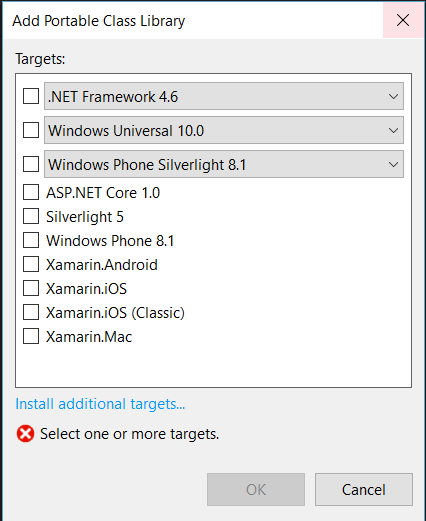 Add Portable Class Library
Targets:
.NET Framework 4.6
Windows Universal 10.0
Windows Phone Silverlight 8.1
ASP.NET Core 1.0
Silverlight 5
Windows Phone 8.1
Xamarin.Android
Xamarin.iOS
Xamarin.iOS (Classic)
Xamarin.Mac
Install additional targets...
Select one or more targets.
OK Cancel